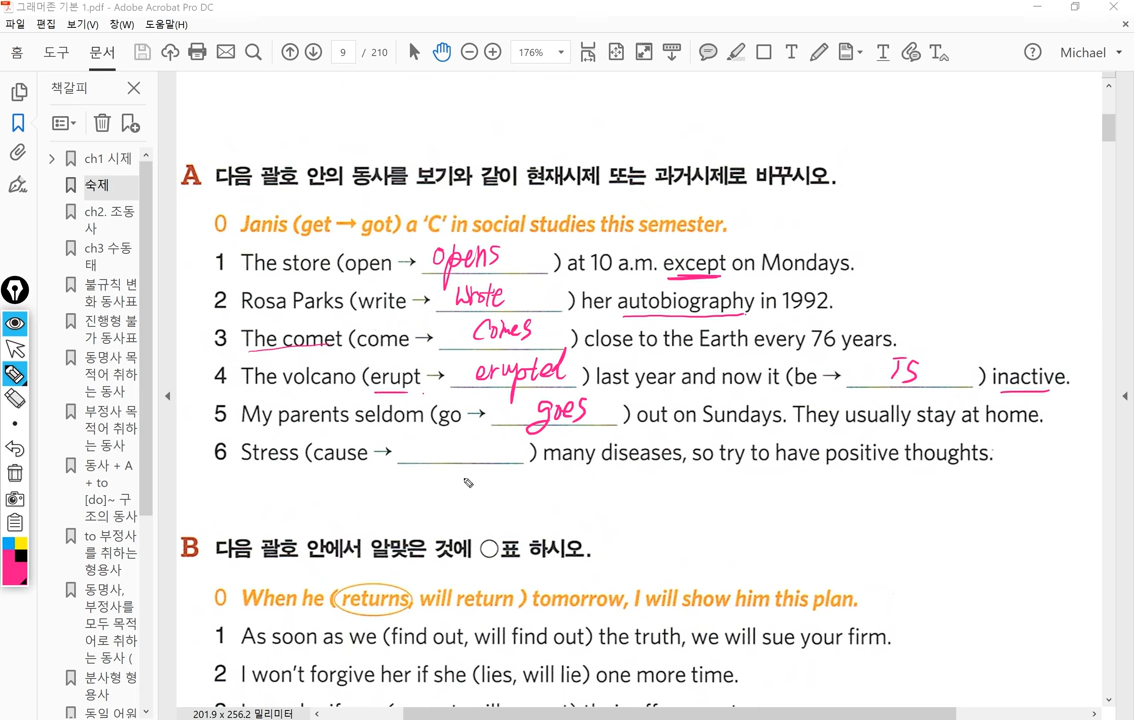 그래머존 기본 1.pdf - Adobe Acrobat Pro DC
파일 편집 보기(V) 창(W) 도움말(H)
홈 도구 문서 9 / 210 176% Michael
책갈피
ch1 시제
숙제
ch2. 조동
사
ch3 수동
태
불규칙 변
화 동사표
진행형 불
가 동사표
동명사 목
적어 취하
는 동사
부정사 목
적어 취하
는 동사
동사 + A
+ to
[do]~ 구
조의 동사
to 부정사
를 취하는
형용사
동명사,
부정사를
모두 목적
어로 취하
는 동사 (
분사형 형
용사
동일 어원
A 다음 괄호 안의 동사를 보기와 같이 현재시제 또는 과거시제로 바꾸시오.
0 Janis (get → got) a ‘C’ in social studies this semester.
1 The store (open → opens ) at 10 a.m. except on Mondays.
2 Rosa Parks (write → wrote ) her autobiography in 1992.
3 The comet (come → comes ) close to the Earth every 76 years.
4 The volcano (erupt → erupted ) last year and now it (be → is ) inactive.
5 My parents seldom (go → goes ) out on Sundays. They usually stay at home.
6 Stress (cause → ) many diseases, so try to have positive thoughts.
B 다음 괄호 안에서 알맞은 것에 ○표 하시오.
0 When he ( returns, will return ) tomorrow, I will show him this plan.
1 As soon as we (find out, will find out) the truth, we will sue your firm.
2 I won’t forgive her if she (lies, will lie) one more time.
201.9 x 256.2 밀리미터